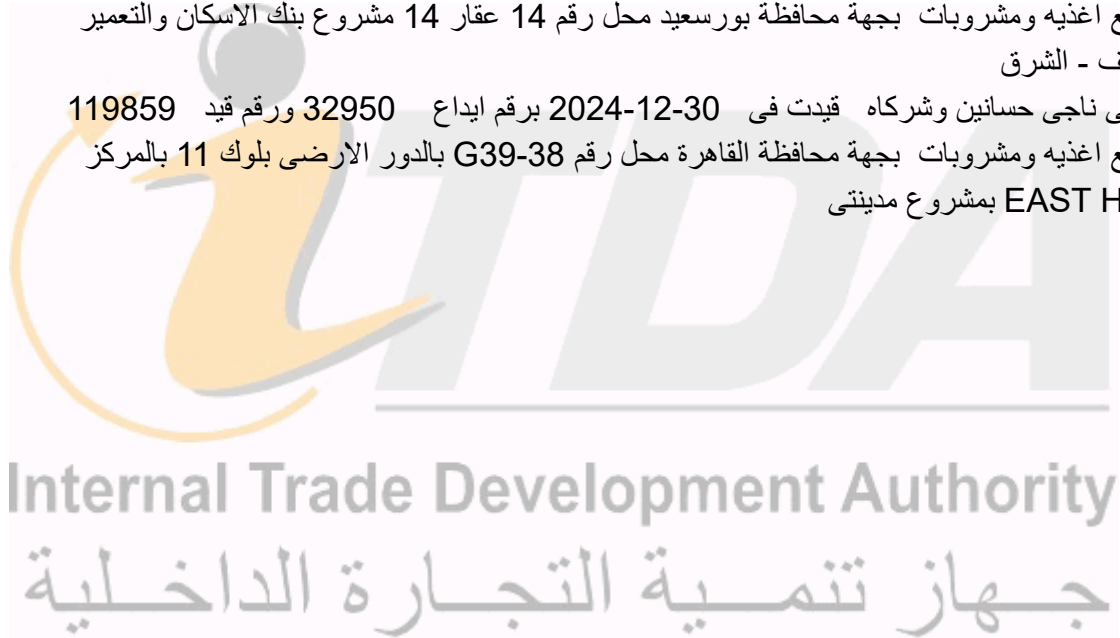 اغذيه ومشروبات بجهة محافظة بورسعيد محل رقم 14 عقار 14 مشروع بنك الاسكان والتعمير
- الشرق
ناجى حسانين وشركاه قيدت فى 30-12-2024 برقم ايداع 32950 ورقم قيد 119859
اغذيه ومشروبات بجهة محافظة القاهرة محل رقم G39-38 بالدور الارضى بلوك 11 بالمركز
EAST بمشروع مدينتى
iTDA
Internal Trade Development Authority
جهاز تنمية التجارة الداخلية